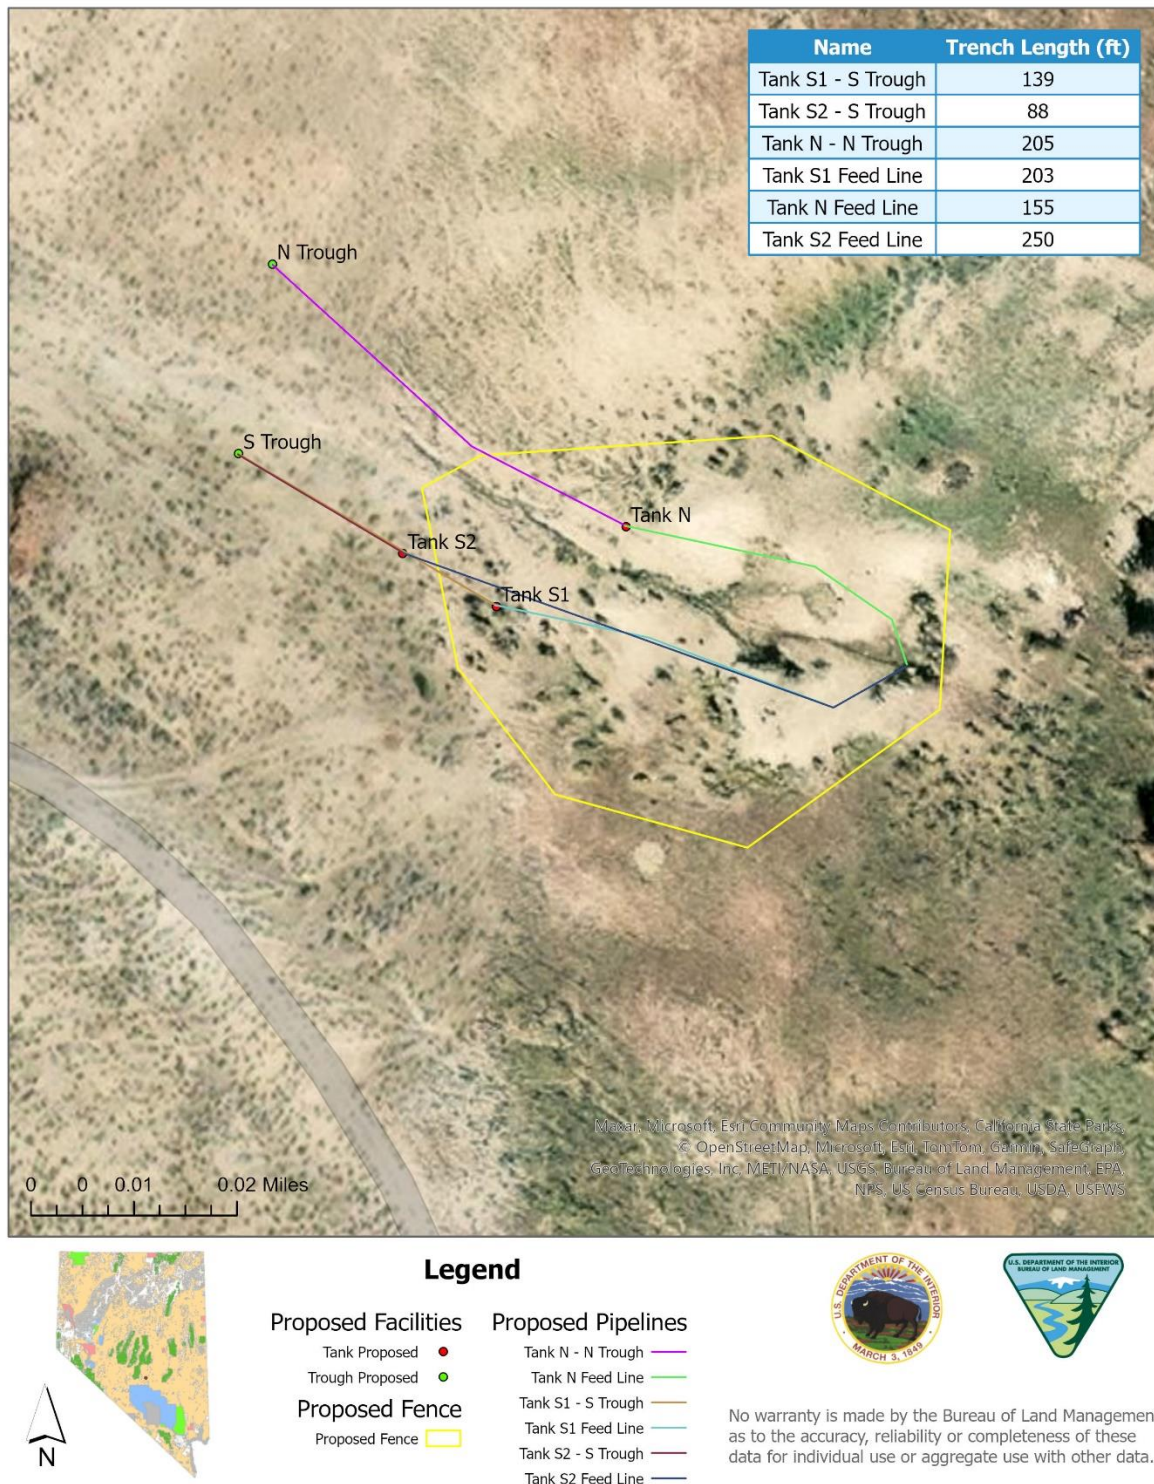 Name Trench Length (ft)
Tank S1 - S Trough 139
Tank S2 - S Trough 88
Tank N - N Trough 205
Tank S1 Feed Line 203
Tank N Feed Line 155
Tank S2 Feed Line 250
N Trough
S Trough
Tank N
Tank S2
Tank S1
Maxar, Microsoft, Esri Community Maps Contributors, California State Parks,
© OpenStreetMap, Microsoft, Esri, TomTom, Garmin, SafeGraph,
GeoTechnologies, Inc, METI/NASA, USGS, Bureau of Land Management, EPA,
NPS, US Census Bureau, USDA, USFWS
0 0 0.01 0.02 Miles
N
Legend
Proposed Facilities
Tank Proposed
Trough Proposed
Proposed Fence
Proposed Fence
Proposed Pipelines
Tank N - N Trough
Tank N Feed Line
Tank S1 - S Trough
Tank S1 Feed Line
Tank S2 - S Trough
Tank S2 Feed Line
U.S. DEPARTMENT OF THE INTERIOR
MARCH 3, 1849
U.S. DEPARTMENT OF THE INTERIOR
BUREAU OF LAND MANAGEMENT
No warranty is made by the Bureau of Land Managemen
as to the accuracy, reliability or completeness of these
data for individual use or aggregate use with other data.